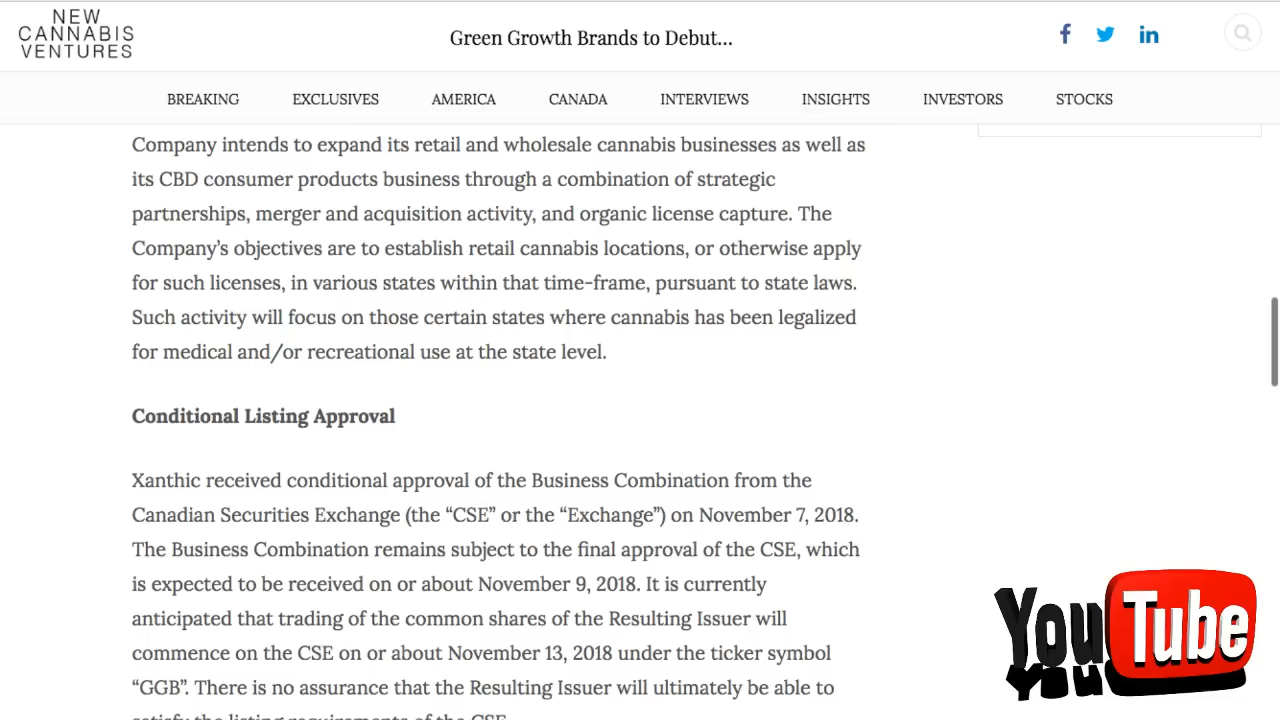 NEW
CANNABIS
VENTURES
Green Growth Brands to Debut...
BREAKING EXCLUSIVES AMERICA CANADA INTERVIEWS INSIGHTS INVESTORS STOCKS
Company intends to expand its retail and wholesale cannabis businesses as well as
its CBD consumer products business through a combination of strategic
partnerships, merger and acquisition activity, and organic license capture. The
Company’s objectives are to establish retail cannabis locations, or otherwise apply
for such licenses, in various states within that time-frame, pursuant to state laws.
Such activity will focus on those certain states where cannabis has been legalized
for medical and/or recreational use at the state level.
Conditional Listing Approval
Xanthic received conditional approval of the Business Combination from the
Canadian Securities Exchange (the “CSE” or the “Exchange”) on November 7, 2018.
The Business Combination remains subject to the final approval of the CSE, which
is expected to be received on or about November 9, 2018. It is currently
anticipated that trading of the common shares of the Resulting Issuer will
commence on the CSE on or about November 13, 2018 under the ticker symbol
“GGB”. There is no assurance that the Resulting Issuer will ultimately be able to
satisfy the listing requirements of the CSE.
YouTube